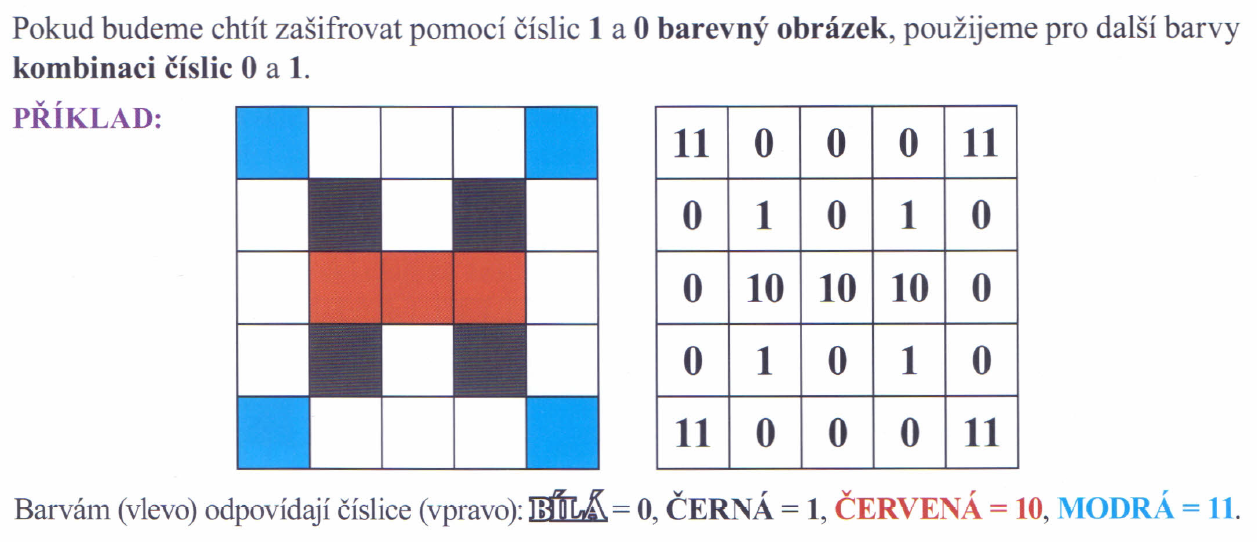 Pokud budeme chtít zašifrovat pomocí číslic 1 a 0 barevný obrázek, použijeme pro další barvy
kombinaci číslic 0 a 1.
PŘÍKLAD:
11 0 0 0 11
0 1 0 1 0
0 10 10 10 0
0 1 0 1 0
11 0 0 0 11
Barvám (vlevo) odpovídají číslice (vpravo): BÍLÁ = 0, ČERNÁ = 1, ČERVENÁ = 10, MODRÁ = 11.